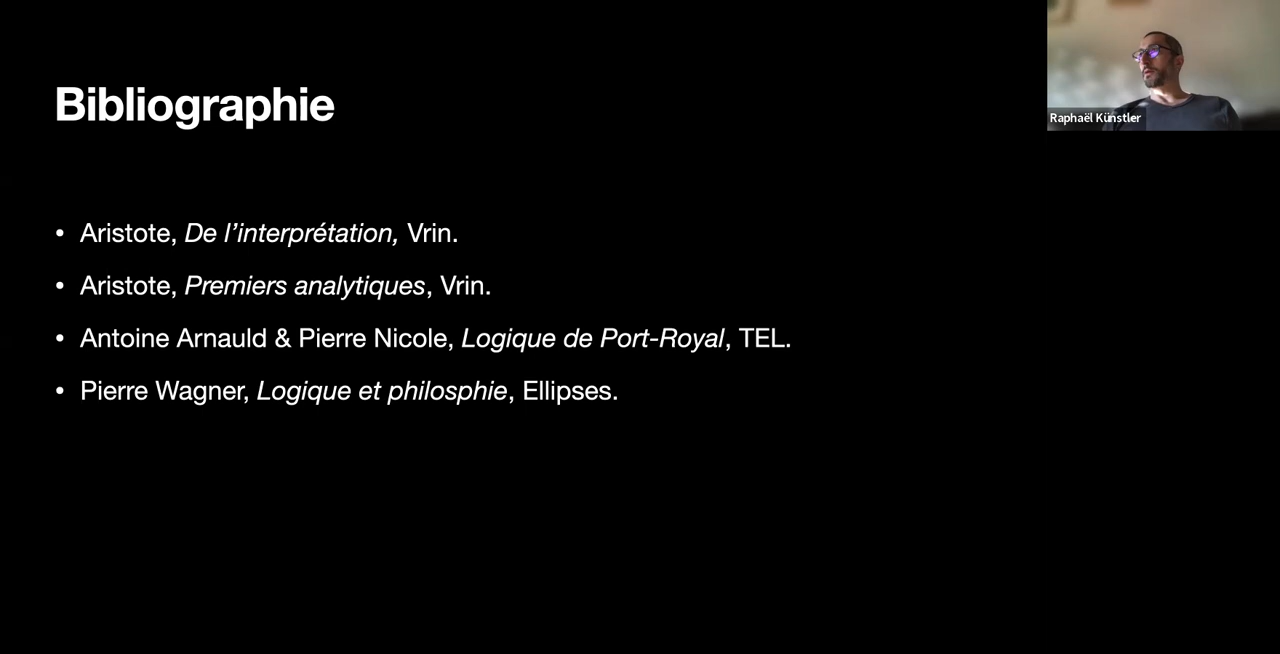 Bibliographie
Raphaël Künstler
• Aristote, De l’interprétation, Vrin.
• Aristote, Premiers analytiques, Vrin.
• Antoine Arnauld & Pierre Nicole, Logique de Port-Royal, TEL.
• Pierre Wagner, Logique et philosphie, Ellipses.